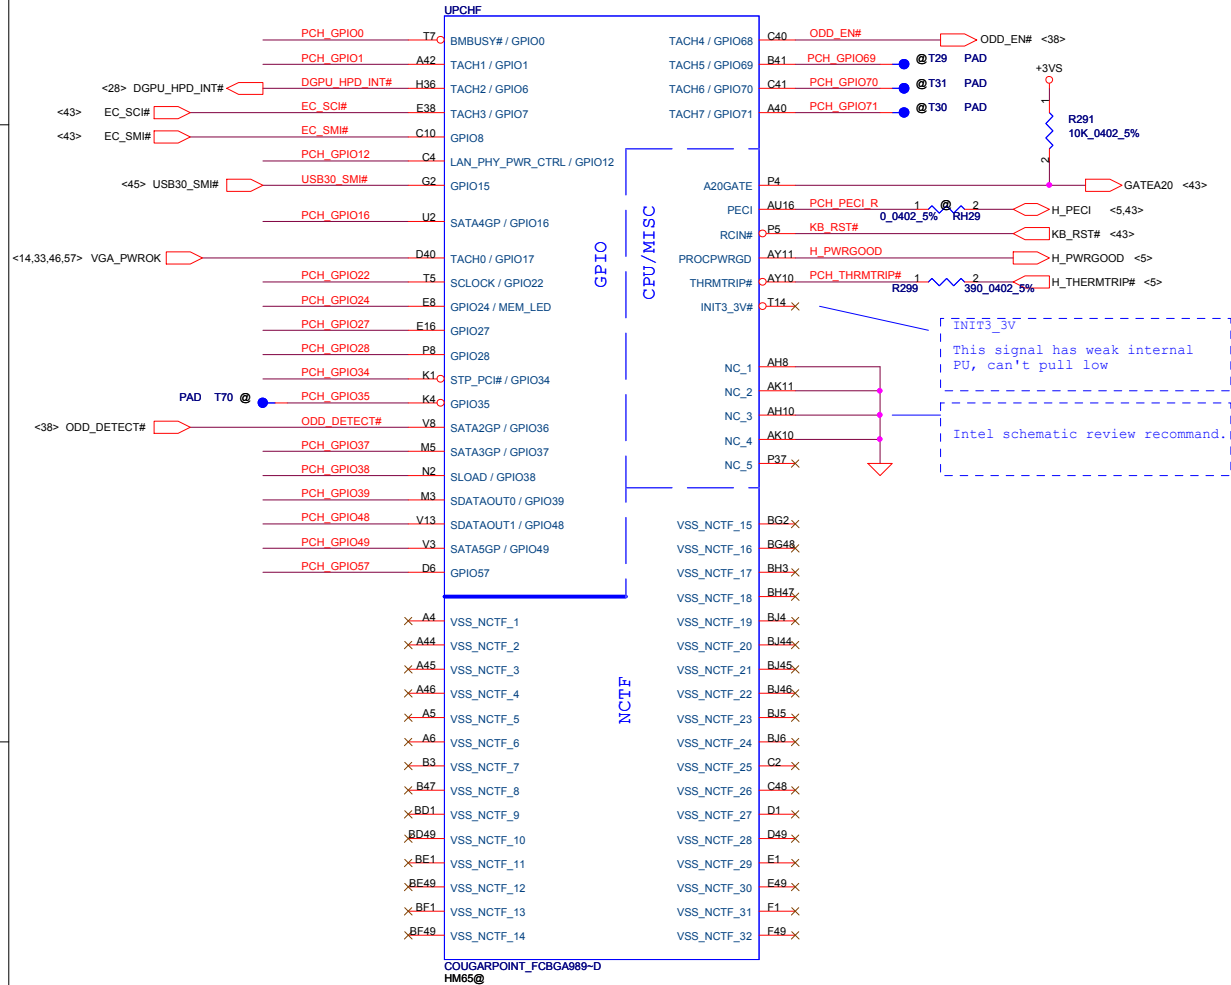 UPCHF
PCH_GPIO0 T7 BMBUSY# / GPIO0 TACH4 / GPIO68 C40 ODD_EN# ODD_EN# <38>
PCH_GPIO1 A42 TACH1 / GPIO1 TACH5 / GPIO69 B41 PCH_GPIO69 @ T29 PAD
<28> DGPU_HPD_INT# DGPU_HPD_INT# H36 TACH2 / GPIO6 TACH6 / GPIO70 C41 PCH_GPIO70 @ T31 PAD
<43> EC_SCI# EC_SCI# E38 TACH3 / GPIO7 TACH7 / GPIO71 A40 PCH_GPIO71 @ T30 PAD
+3VS
1
R291
10K_0402_5%
2
<43> EC_SMI# EC_SMI# C10 GPIO8
PCH_GPIO12 C4 LAN_PHY_PWR_CTRL / GPIO12
<45> USB30_SMI# USB30_SMI# G2 GPIO15 A20GATE P4 GATEA20 <43>
PECI AU16 PCH_PECI_R 1 @ 2 H_PECI <5,43>
0_0402_5% RH29
PCH_GPIO16 U2 SATA4GP / GPIO16
RCIN# P5 KB_RST# KB_RST# <43>
<14,33,46,57> VGA_PWROK D40 TACH0 / GPIO17 PROCPWRGD AY11 H_PWRGOOD H_PWRGOOD <5>
PCH_GPIO22 T5 SCLOCK / GPIO22 THRMTRIP# AY10 PCH_THRMTRIP# 1 2 H_THERMTRIP# <5>
R299 390_0402_5%
PCH_GPIO24 E8 GPIO24 / MEM_LED INIT3_3V# T14
GPIO
CPU/MISC
PCH_GPIO27 E16 GPIO27
INIT3_3V
This signal has weak internal
PU, can't pull low
PCH_GPIO28 P8 GPIO28
NC_1 AH8
PCH_GPIO34 K1 STP_PCI# / GPIO34
NC_2 AK11
PAD T70 @ PCH_GPIO35 K4 GPIO35
NC_3 AH10
<38> ODD_DETECT# ODD_DETECT# V8 SATA2GP / GPIO36
NC_4 AK10
Intel schematic review recommand.
PCH_GPIO37 M5 SATA3GP / GPIO37
NC_5 P37
PCH_GPIO38 N2 SLOAD / GPIO38
PCH_GPIO39 M3 SDATAOUT0 / GPIO39
PCH_GPIO48 V13 SDATAOUT1 / GPIO48 VSS_NCTF_15 BG2
PCH_GPIO49 V3 SATA5GP / GPIO49 VSS_NCTF_16 BG48
PCH_GPIO57 D6 GPIO57 VSS_NCTF_17 BH3
VSS_NCTF_18 BH47
A4 VSS_NCTF_1 VSS_NCTF_19 BJ4
A44 VSS_NCTF_2 VSS_NCTF_20 BJ44
A45 VSS_NCTF_3 VSS_NCTF_21 BJ45
A46 VSS_NCTF_4 VSS_NCTF_22 BJ46
NCTF
A5 VSS_NCTF_5 VSS_NCTF_23 BJ5
A6 VSS_NCTF_6 VSS_NCTF_24 BJ6
B3 VSS_NCTF_7 VSS_NCTF_25 C2
B47 VSS_NCTF_8 VSS_NCTF_26 C48
BD1 VSS_NCTF_9 VSS_NCTF_27 D1
BD49 VSS_NCTF_10 VSS_NCTF_28 D49
BE1 VSS_NCTF_11 VSS_NCTF_29 E1
BE49 VSS_NCTF_12 VSS_NCTF_30 E49
BF1 VSS_NCTF_13 VSS_NCTF_31 F1
BF49 VSS_NCTF_14 VSS_NCTF_32 F49
COUGARPOINT_FCBGA989~D
HM65@